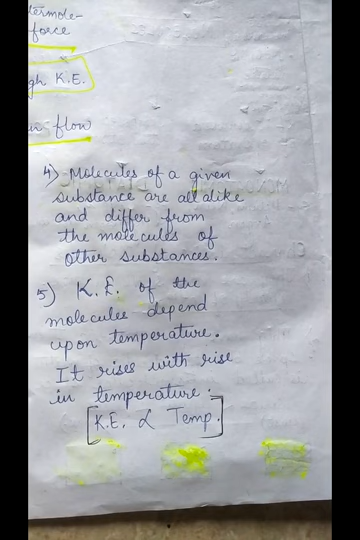 termole-
force
gh K.E.
flow
4) Molecules of a given
substance are all alike
and differ from
the molecules of
other substances.
5) K.E. of the
molecules depend
upon temperature.
It rises with rise
in temperature.
[K.E. ∝ Temp.]